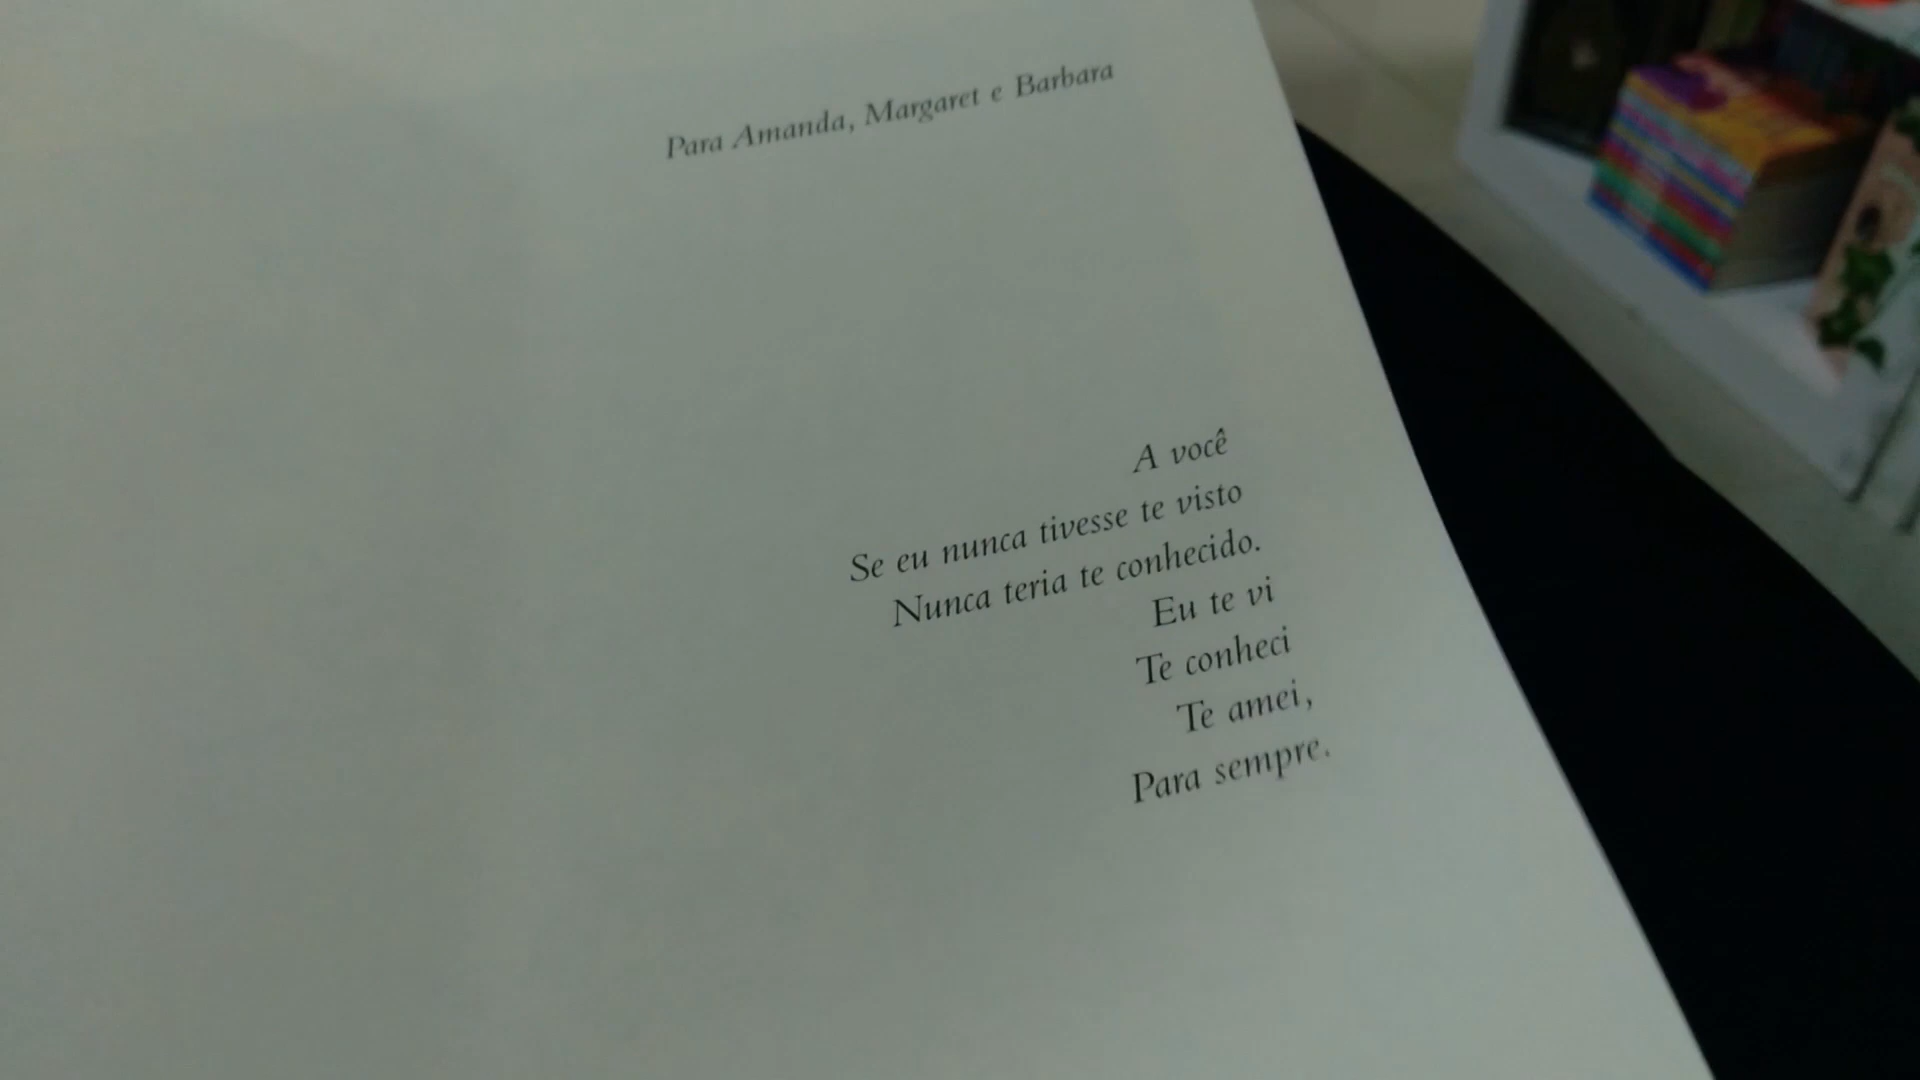 Para Amanda, Margaret e Barbara
A você
Se eu nunca tivesse te visto
Nunca teria te conhecido.
Eu te vi
Te conheci
Te amei,
Para sempre.